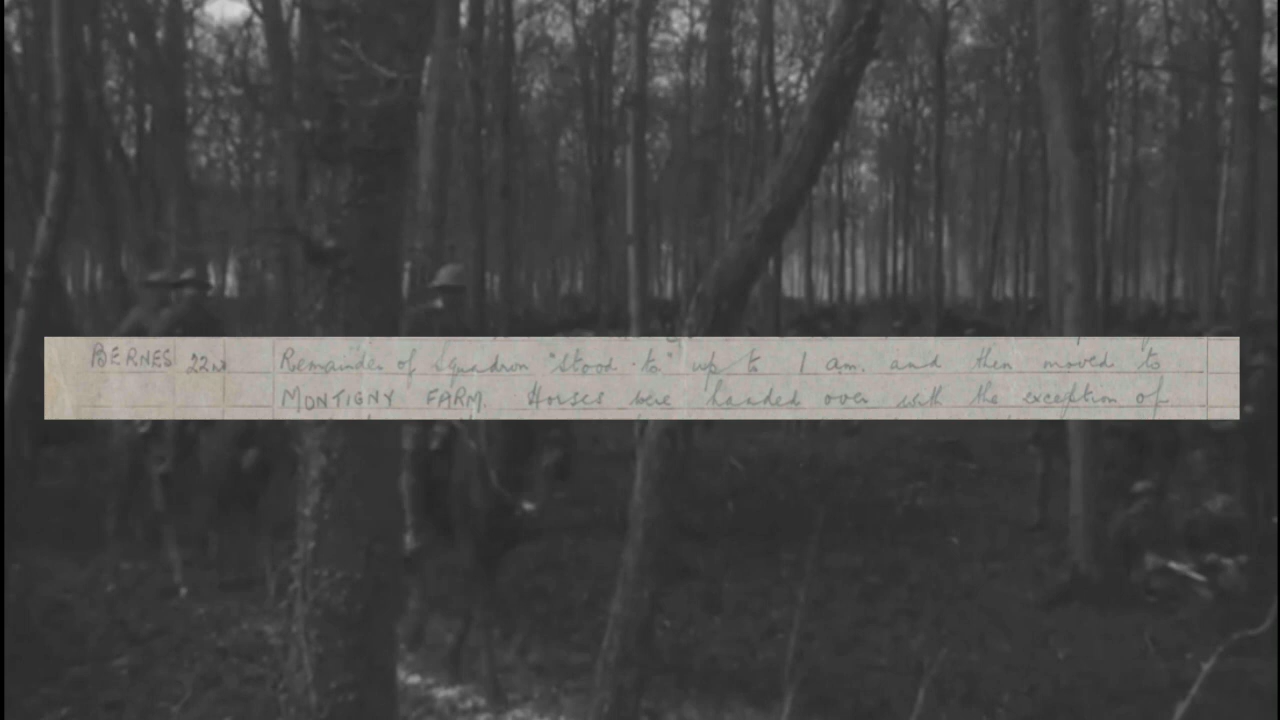 BERNES 22nd Remainder of Squadron "stood-to" up to 1 am. and then moved to
MONTIGNY FARM. Horses were handed over with the exception of